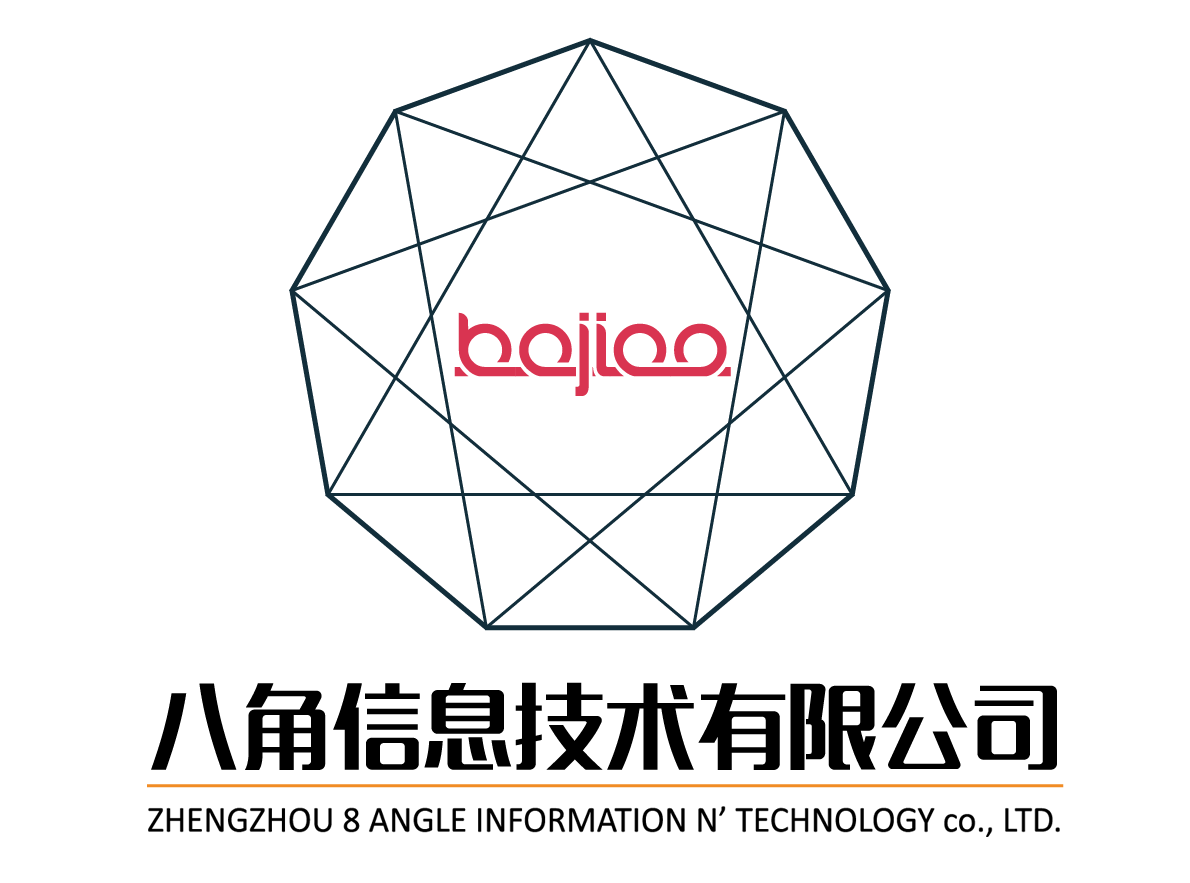 bajiao
八角信息技术有限公司
ZHENGZHOU 8 ANGLE INFORMATION N’ TECHNOLOGY co., LTD.